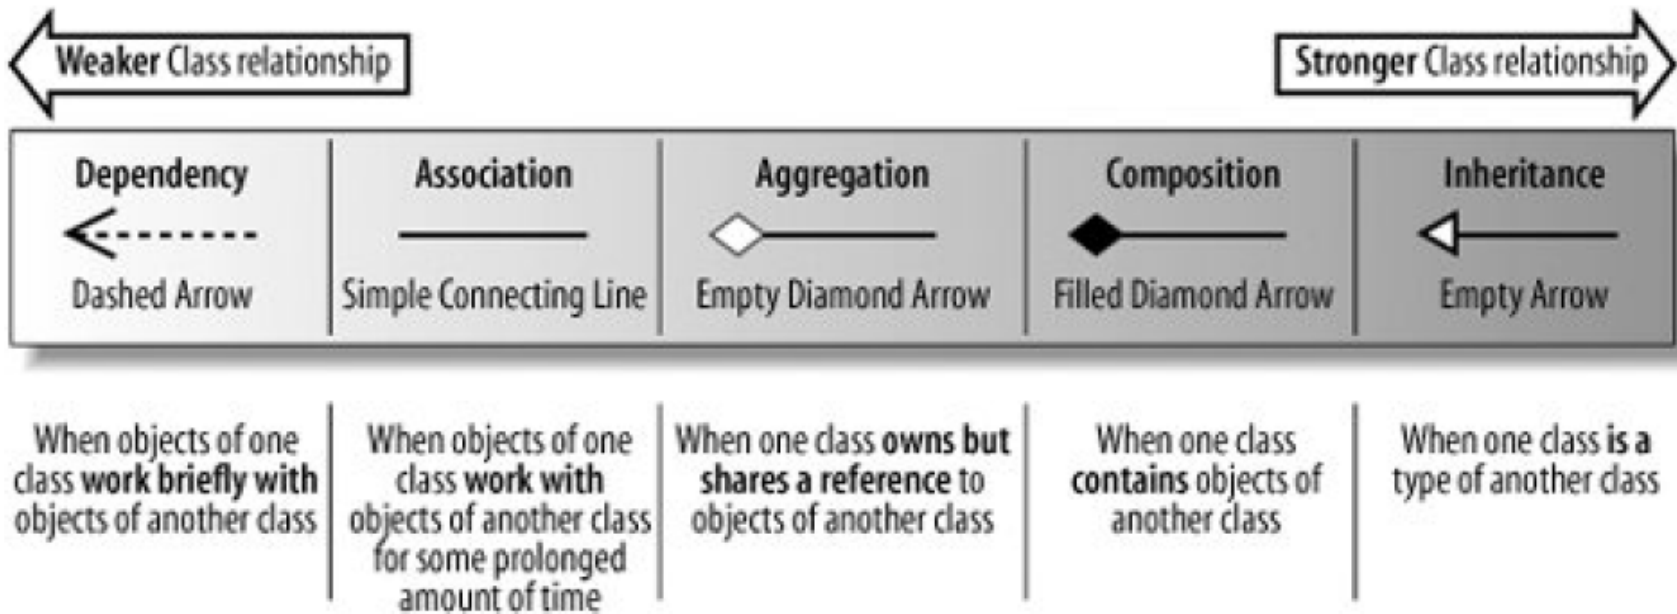 Weaker Class relationship
Stronger Class relationship
Dependency
Dashed Arrow
Association
Simple Connecting Line
Aggregation
Empty Diamond Arrow
Composition
Filled Diamond Arrow
Inheritance
Empty Arrow
When objects of one
class work briefly with
objects of another class
When objects of one
class work with
objects of another class
for some prolonged
amount of time
When one class owns but
shares a reference to
objects of another class
When one class
contains objects of
another class
When one class is a
type of another class